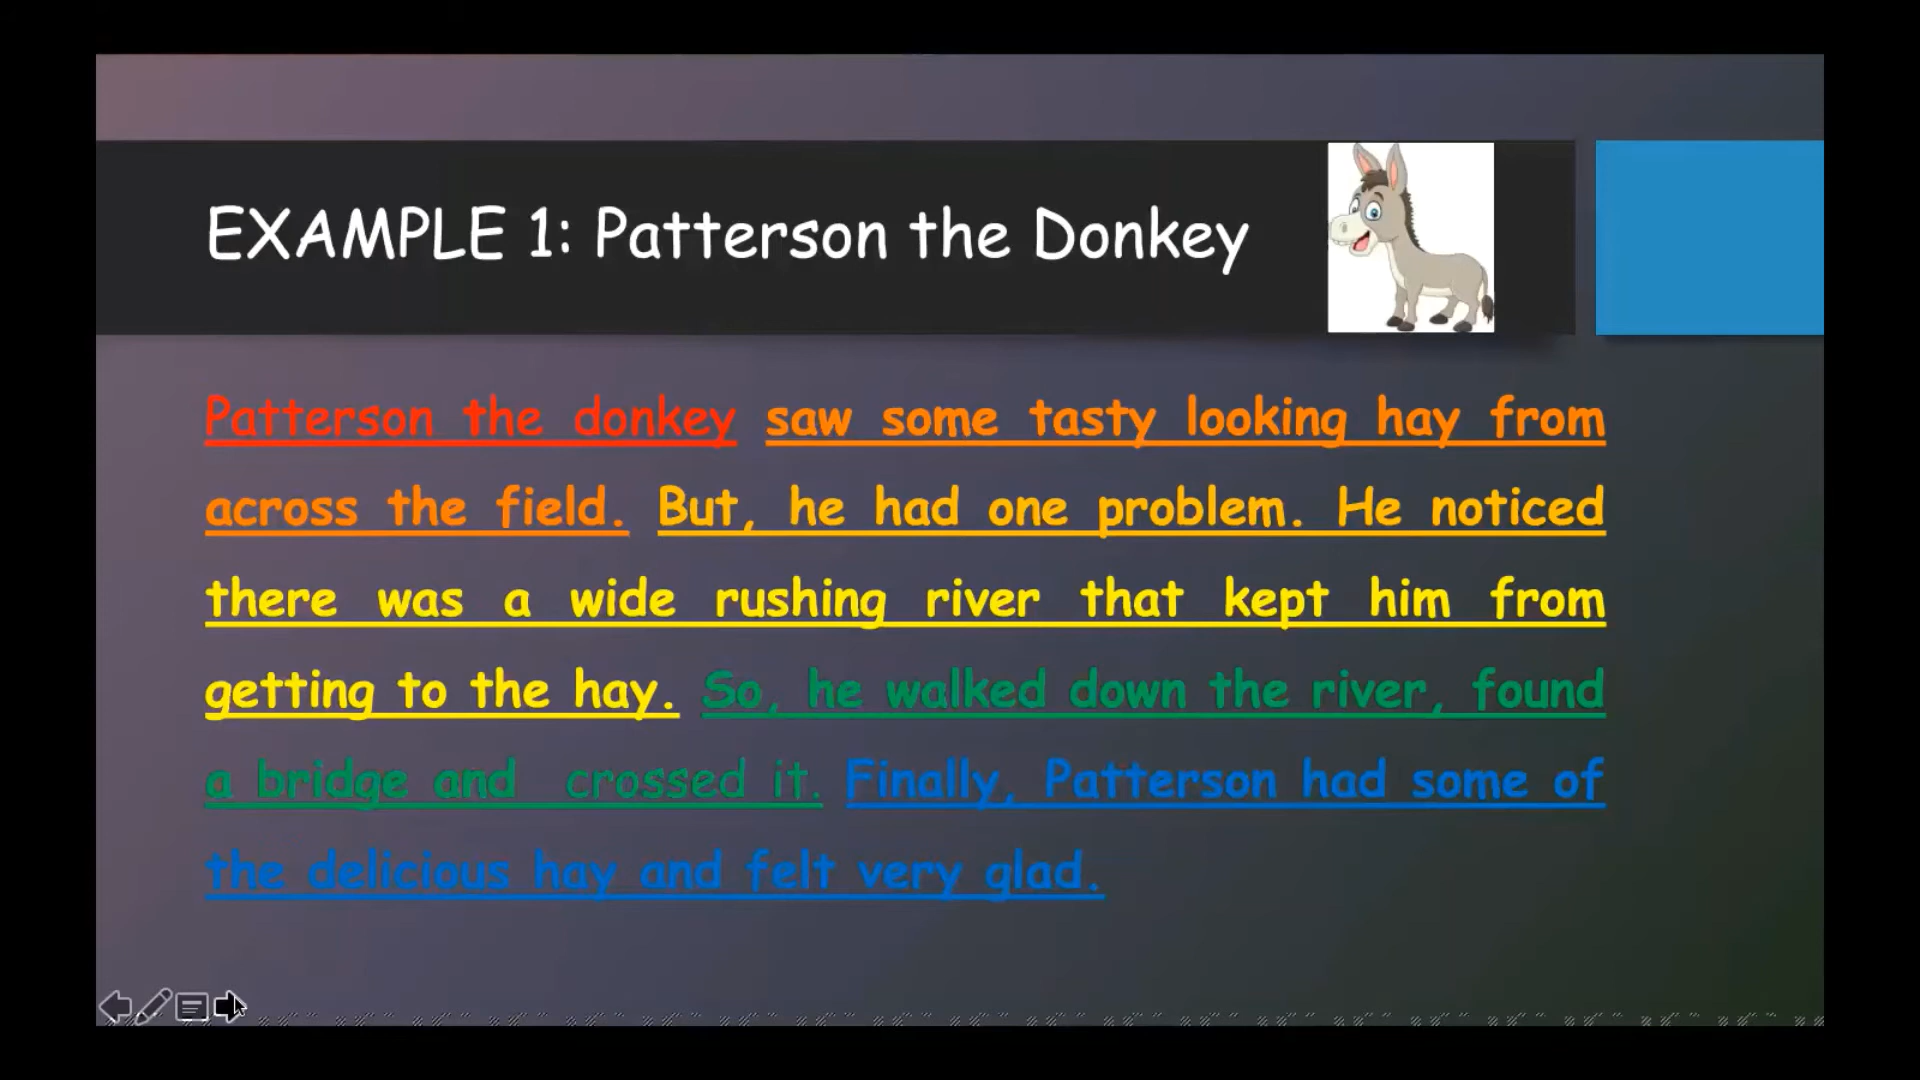 EXAMPLE 1: Patterson the Donkey
Patterson the donkey saw some tasty looking hay from
across the field. But, he had one problem. He noticed
there was a wide rushing river that kept him from
getting to the hay. So, he walked down the river, found
a bridge and crossed it. Finally, Patterson had some of
the delicious hay and felt very glad.